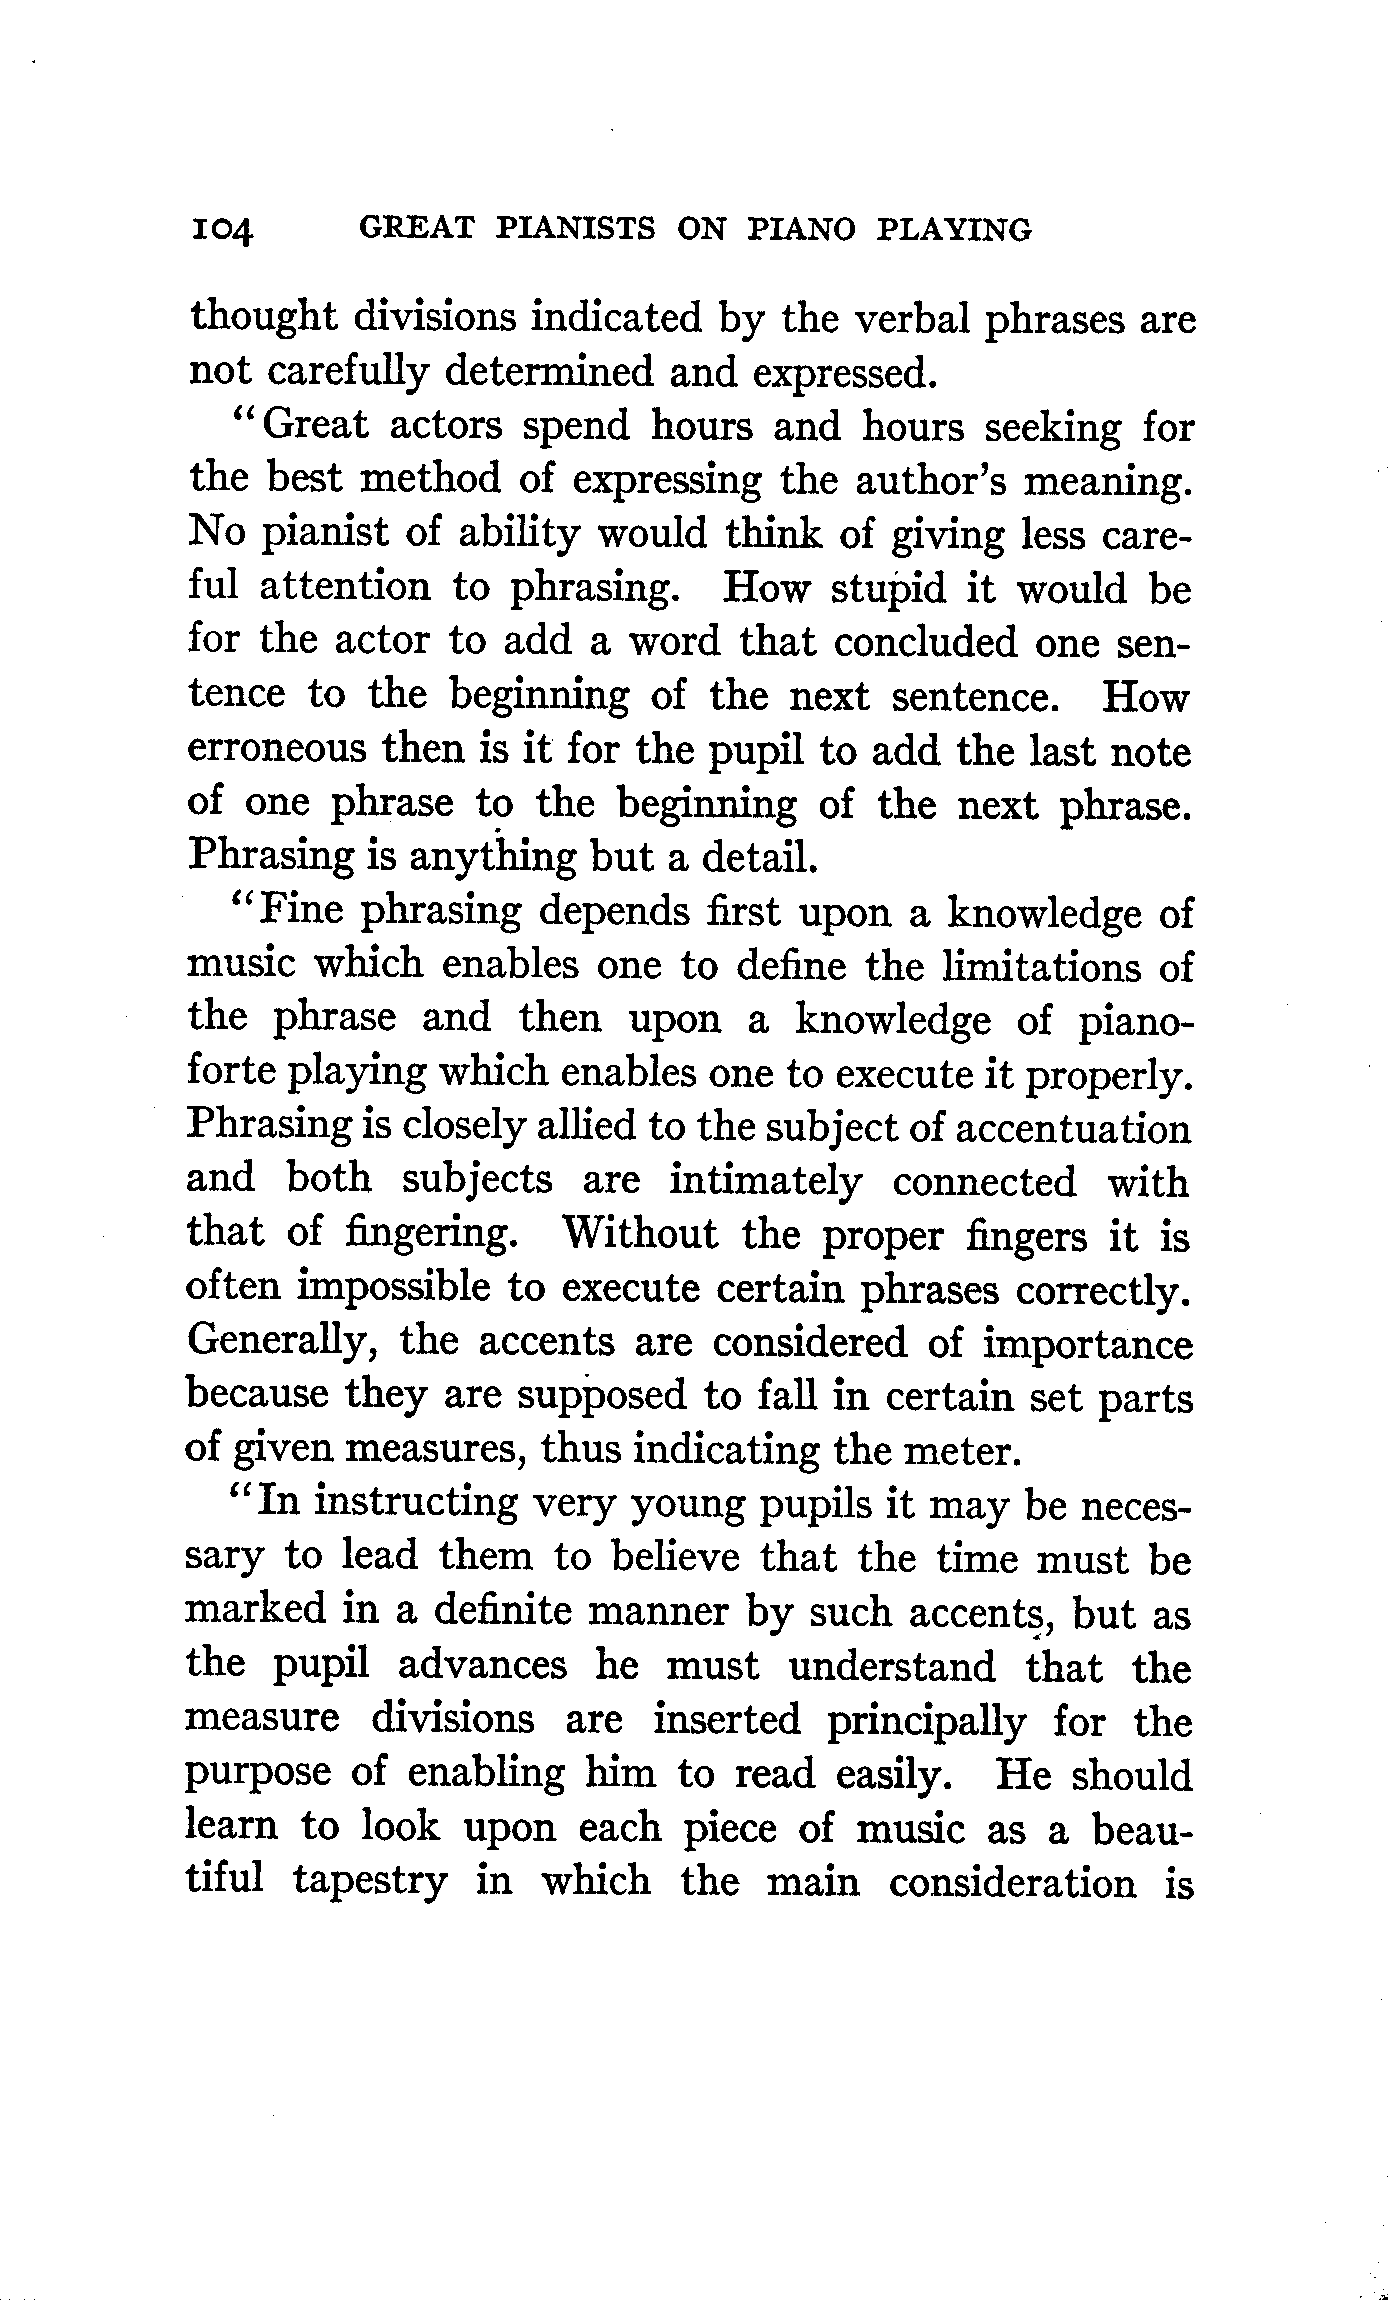 104 GREAT PIANISTS ON PIANO PLAYING
thought divisions indicated by the verbal phrases are
not carefully determined and expressed.
"Great actors spend hours and hours seeking for
the best method of expressing the author's meaning.
No pianist of ability would think of giving less care-
ful attention to phrasing. How stupid it would be
for the actor to add a word that concluded one sen-
tence to the beginning of the next sentence. How
erroneous then is it for the pupil to add the last note
of one phrase to the beginning of the next phrase.
Phrasing is anything but a detail.
"Fine phrasing depends first upon a knowledge of
music which enables one to define the limitations of
the phrase and then upon a knowledge of piano-
forte playing which enables one to execute it properly.
Phrasing is closely allied to the subject of accentuation
and both subjects are intimately connected with
that of fingering. Without the proper fingers it is
often impossible to execute certain phrases correctly.
Generally, the accents are considered of importance
because they are supposed to fall in certain set parts
of given measures, thus indicating the meter.
"In instructing very young pupils it may be neces-
sary to lead them to believe that the time must be
marked in a definite manner by such accents, but as
the pupil advances he must understand that the
measure divisions are inserted principally for the
purpose of enabling him to read easily. He should
learn to look upon each piece of music as a beau-
tiful tapestry in which the main consideration is